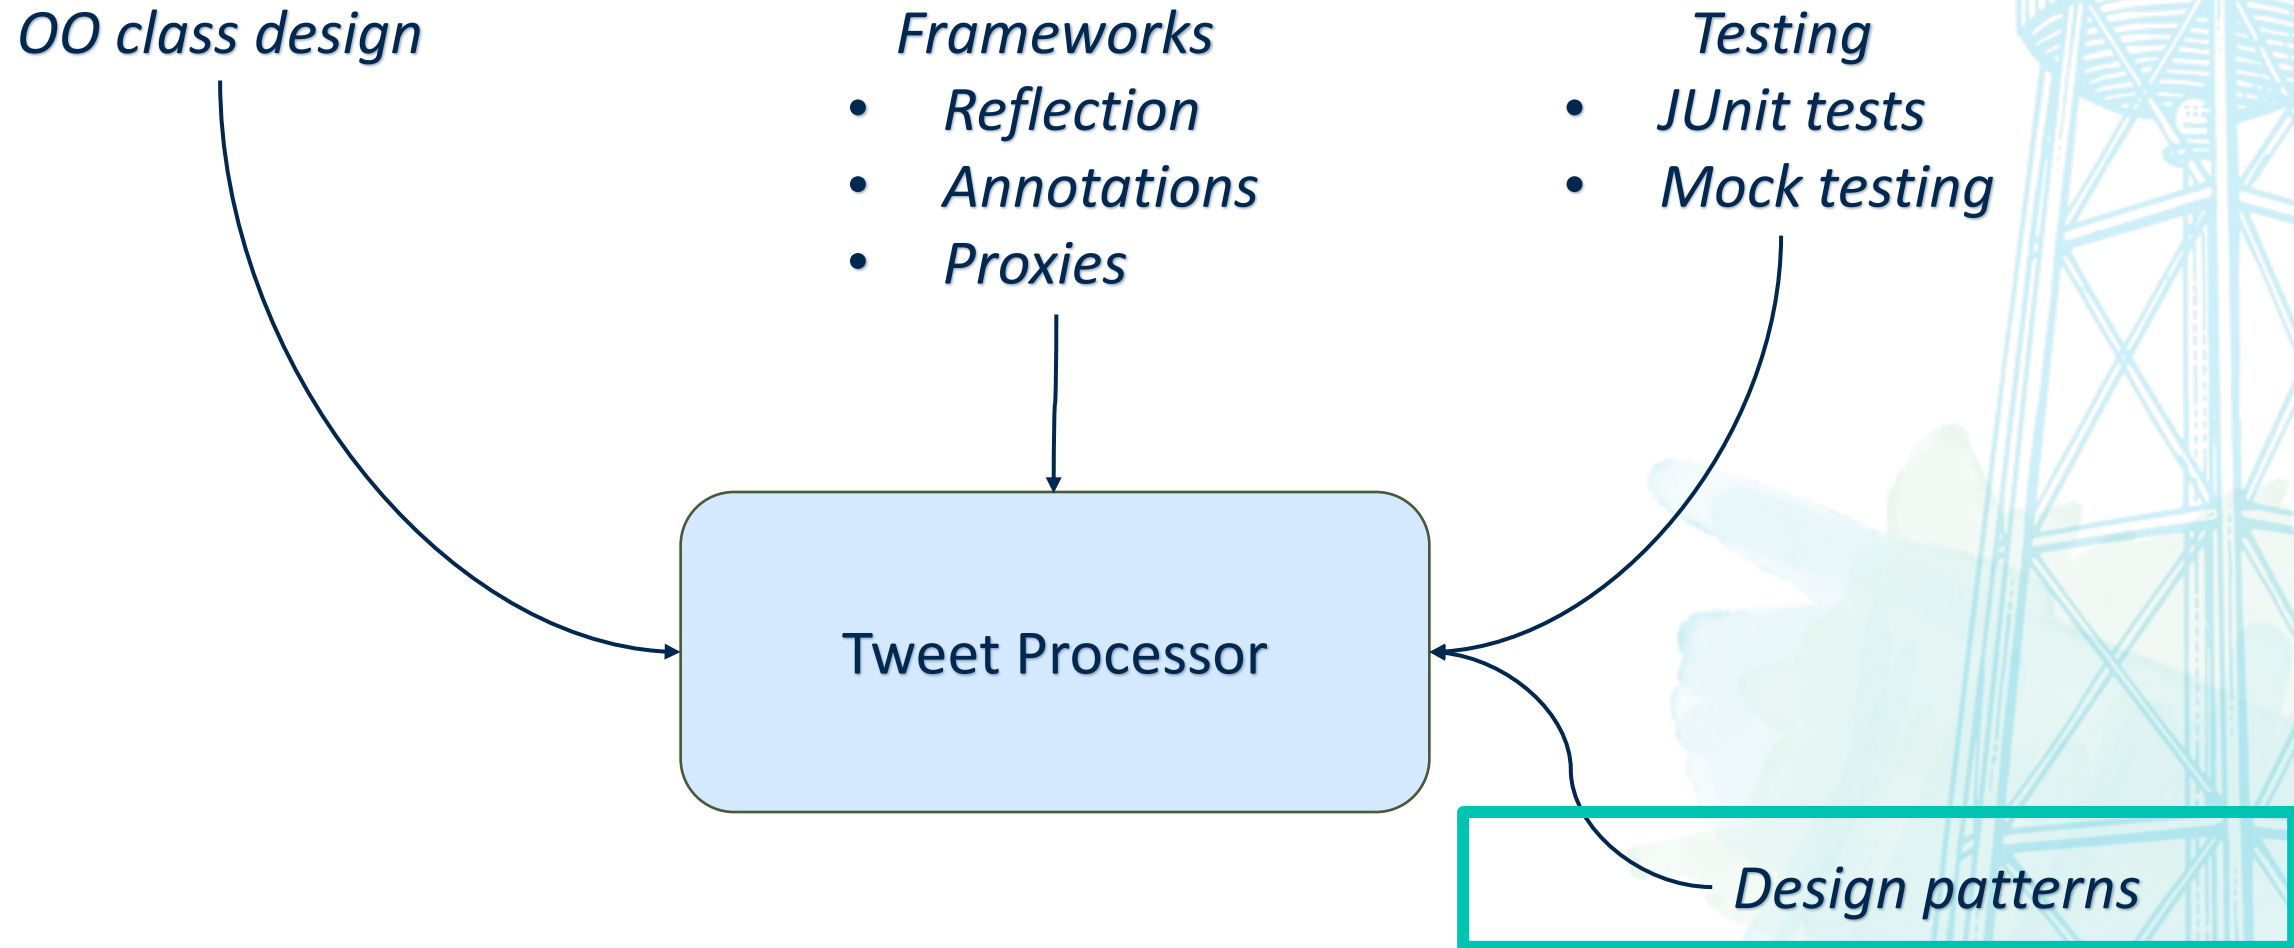 OO class design
Frameworks
• Reflection
• Annotations
• Proxies
Testing
• JUnit tests
• Mock testing
Tweet Processor
Design patterns